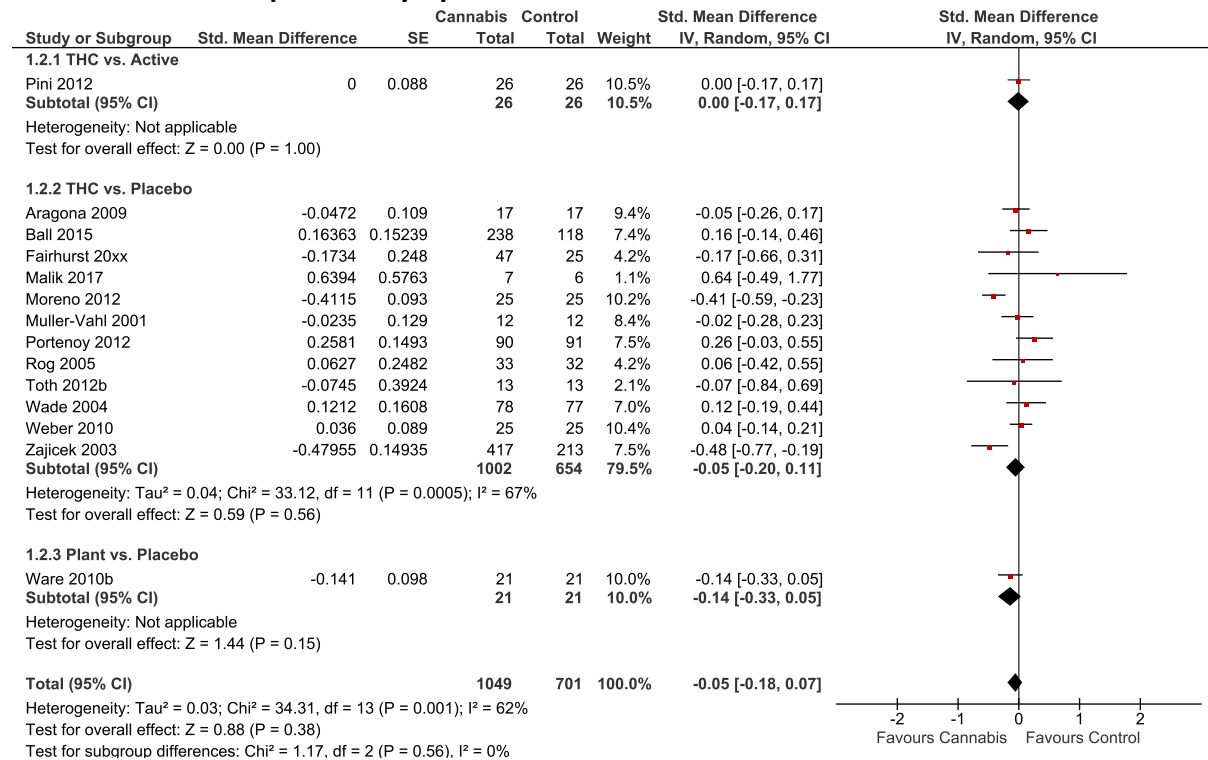 Cannabis Control Std. Mean Difference Std. Mean Difference
Study or Subgroup Std. Mean Difference SE Total Total Weight IV, Random, 95% CI IV, Random, 95% CI
1.2.1 THC vs. Active
Pini 2012 0 0.088 26 26 10.5% 0.00 [-0.17, 0.17]
Subtotal (95% CI) 26 26 10.5% 0.00 [-0.17, 0.17]
Heterogeneity: Not applicable
Test for overall effect: Z = 0.00 (P = 1.00)
1.2.2 THC vs. Placebo
Aragona 2009 -0.0472 0.109 17 17 9.4% -0.05 [-0.26, 0.17]
Ball 2015 0.16363 0.15239 238 118 7.4% 0.16 [-0.14, 0.46]
Fairhurst 20xx -0.1734 0.248 47 25 4.2% -0.17 [-0.66, 0.31]
Malik 2017 0.6394 0.5763 7 6 1.1% 0.64 [-0.49, 1.77]
Moreno 2012 -0.4115 0.093 25 25 10.2% -0.41 [-0.59, -0.23]
Muller-Vahl 2001 -0.0235 0.129 12 12 8.4% -0.02 [-0.28, 0.23]
Portenoy 2012 0.2581 0.1493 90 91 7.5% 0.26 [-0.03, 0.55]
Rog 2005 0.0627 0.2482 33 32 4.2% 0.06 [-0.42, 0.55]
Toth 2012b -0.0745 0.3924 13 13 2.1% -0.07 [-0.84, 0.69]
Wade 2004 0.1212 0.1608 78 77 7.0% 0.12 [-0.19, 0.44]
Weber 2010 0.036 0.089 25 25 10.4% 0.04 [-0.14, 0.21]
Zajicek 2003 -0.47955 0.14935 417 213 7.5% -0.48 [-0.77, -0.19]
Subtotal (95% CI) 1002 654 79.5% -0.05 [-0.20, 0.11]
Heterogeneity: Tau² = 0.04; Chi² = 33.12, df = 11 (P = 0.0005); I² = 67%
Test for overall effect: Z = 0.59 (P = 0.56)
1.2.3 Plant vs. Placebo
Ware 2010b -0.141 0.098 21 21 10.0% -0.14 [-0.33, 0.05]
Subtotal (95% CI) 21 21 10.0% -0.14 [-0.33, 0.05]
Heterogeneity: Not applicable
Test for overall effect: Z = 1.44 (P = 0.15)
Total (95% CI) 1049 701 100.0% -0.05 [-0.18, 0.07]
Heterogeneity: Tau² = 0.03; Chi² = 34.31, df = 13 (P = 0.001); I² = 62%
Test for overall effect: Z = 0.88 (P = 0.38)
Test for subgroup differences: Chi² = 1.17, df = 2 (P = 0.56), I² = 0%
-2 -1 0 1 2
Favours Cannabis Favours Control